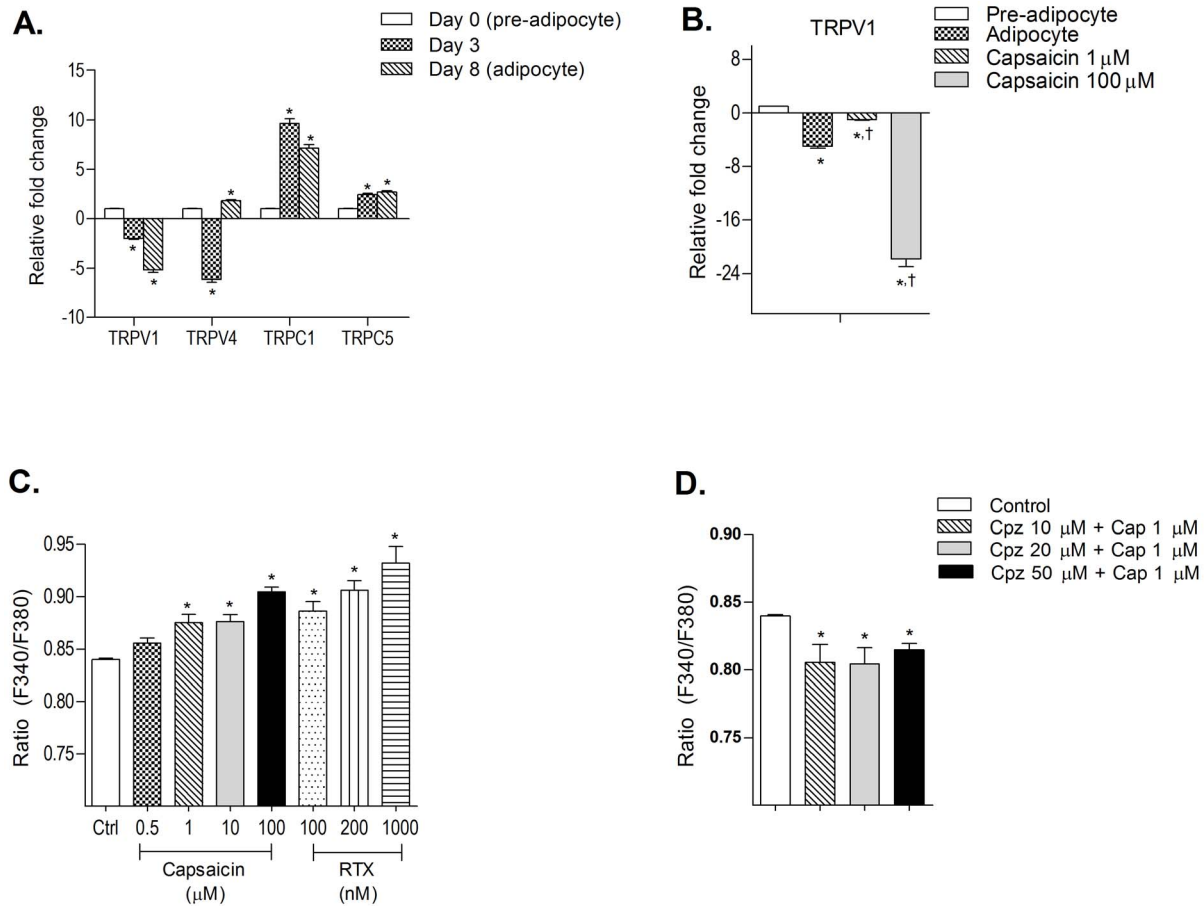 A.
Day 0 (pre-adipocyte)
Day 3
Day 8 (adipocyte)
15
10
5
0
-5
-10
Relative fold change
* * * * * * * *
TRPV1 TRPV4 TRPC1 TRPC5
B.
TRPV1
Pre-adipocyte
Adipocyte
Capsaicin 1 μM
Capsaicin 100 μM
8
0
-8
-16
-24
Relative fold change
*
*,†
*,†
C.
0.95
0.90
0.85
0.80
0.75
Ratio (F340/F380)
* * * * * *
Ctrl 0.5 1 10 100 100 200 1000
Capsaicin RTX
(μM) (nM)
D.
Control
Cpz 10 μM + Cap 1 μM
Cpz 20 μM + Cap 1 μM
Cpz 50 μM + Cap 1 μM
0.90
0.85
0.80
0.75
Ratio (F340/F380)
* * *